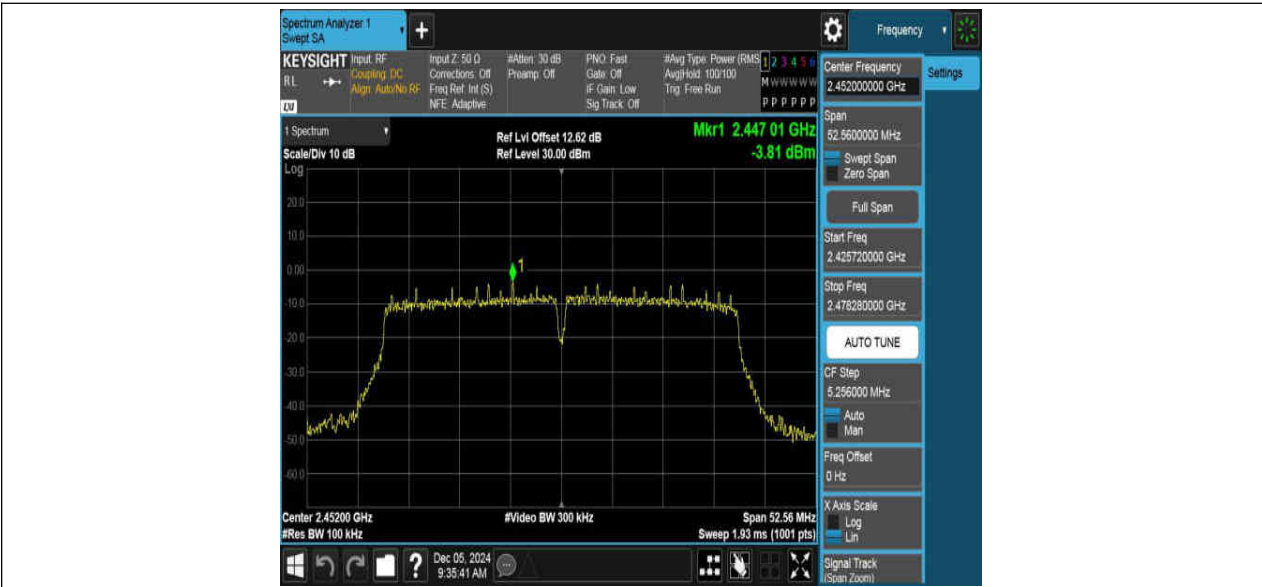 Spectrum Analyzer 1
Swept SA
+
Frequency
KEYSIGHT
RL
LXI
Input: RF
Coupling: DC
Align: Auto/No RF
Input Z: 50 Ω
Corrections: Off
Freq Ref: Int (S)
NFE: Adaptive
#Atten: 30 dB
Preamp: Off
PNO: Fast
Gate: Off
IF Gain: Low
Sig Track: Off
#Avg Type: Power (RMS
Avg|Hold: 100/100
Trig: Free Run
1 2 3 4 5 6
M W W W W W
P P P P P P
Center Frequency
2.452000000 GHz
Settings
Span
52.5600000 MHz
Swept Span
Zero Span
Full Span
Start Freq
2.425720000 GHz
Stop Freq
2.478280000 GHz
AUTO TUNE
CF Step
5.256000 MHz
Auto
Man
Freq Offset
0 Hz
X Axis Scale
Log
Lin
Signal Track
(Span Zoom)
1 Spectrum
Scale/Div 10 dB
Ref Lvl Offset 12.62 dB
Ref Level 30.00 dBm
Mkr1 2.447 01 GHz
-3.81 dBm
Log
20.0
10.0
0.00
-10.0
-20.0
-30.0
-40.0
-50.0
-60.0
1
Center 2.45200 GHz
#Res BW 100 kHz
#Video BW 300 kHz
Span 52.56 MHz
Sweep 1.93 ms (1001 pts)
?
Dec 05, 2024
9:35:41 AM